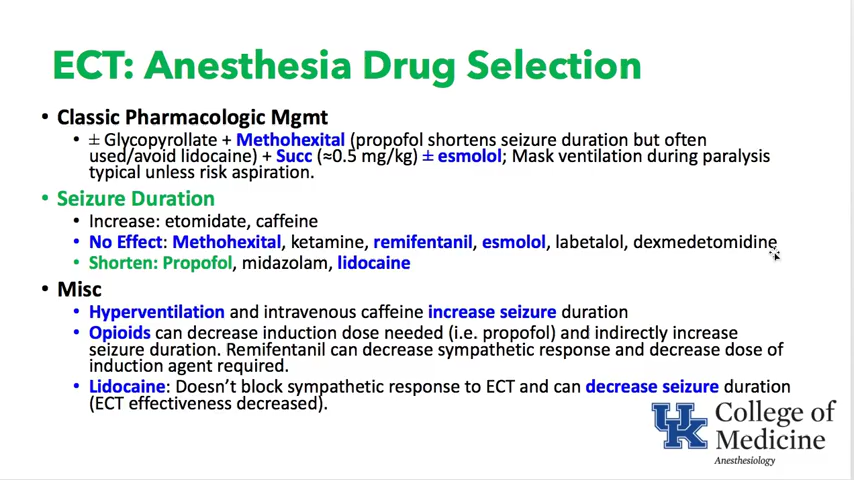 ECT: Anesthesia Drug Selection
• Classic Pharmacologic Mgmt
• ± Glycopyrollate + Methohexital (propofol shortens seizure duration but often
used/avoid lidocaine) + Succ (≈0.5 mg/kg) ± esmolol; Mask ventilation during paralysis
typical unless risk aspiration.
• Seizure Duration
• Increase: etomidate, caffeine
• No Effect: Methohexital, ketamine, remifentanil, esmolol, labetalol, dexmedetomidine
• Shorten: Propofol, midazolam, lidocaine
• Misc
• Hyperventilation and intravenous caffeine increase seizure duration
• Opioids can decrease induction dose needed (i.e. propofol) and indirectly increase
seizure duration. Remifentanil can decrease sympathetic response and decrease dose of
induction agent required.
• Lidocaine: Doesn't block sympathetic response to ECT and can decrease seizure duration
(ECT effectiveness decreased).
UK College of
Medicine
Anesthesiology